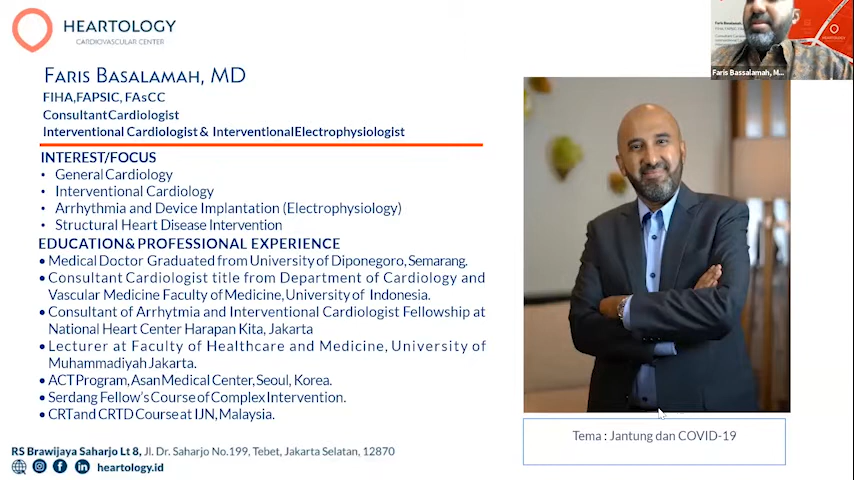 HEARTOLOGY
CARDIOVASCULAR CENTER
FARIS BASALAMAH, MD
FIHA,FAPSIC, FAsCC
Consultant Cardiologist
Interventional Cardiologist & Interventional Electrophysiologist
INTEREST/FOCUS
• General Cardiology
• Interventional Cardiology
• Arrhythmia and Device Implantation (Electrophysiology)
• Structural Heart Disease Intervention
EDUCATION & PROFESSIONAL EXPERIENCE
• Medical Doctor Graduated from University of Diponegoro, Semarang.
• Consultant Cardiologist title from Department of Cardiology and
Vascular Medicine Faculty of Medicine, University of Indonesia.
• Consultant of Arrhytmia and Interventional Cardiologist Fellowship at
National Heart Center Harapan Kita, Jakarta
• Lecturer at Faculty of Healthcare and Medicine, University of
Muhammadiyah Jakarta.
• ACT Program, Asan Medical Center, Seoul, Korea.
• Serdang Fellow's Course of Complex Intervention.
• CRT and CRTD Course at IJN, Malaysia.
RS Brawijaya Saharjo Lt 8, Jl. Dr. Saharjo No.199, Tebet, Jakarta Selatan, 12870
heartology.id
Faris Bassalamah, M...
Tema : Jantung dan COVID-19